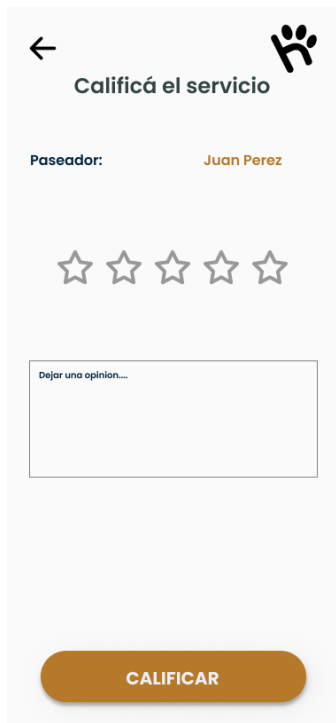 Calificá el servicio
Paseador: Juan Perez
Dejar una opinion....
CALIFICAR